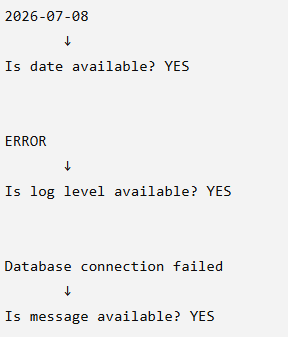 2026-07-08
↓
Is date available? YES
ERROR
↓
Is log level available? YES
Database connection failed
↓
Is message available? YES